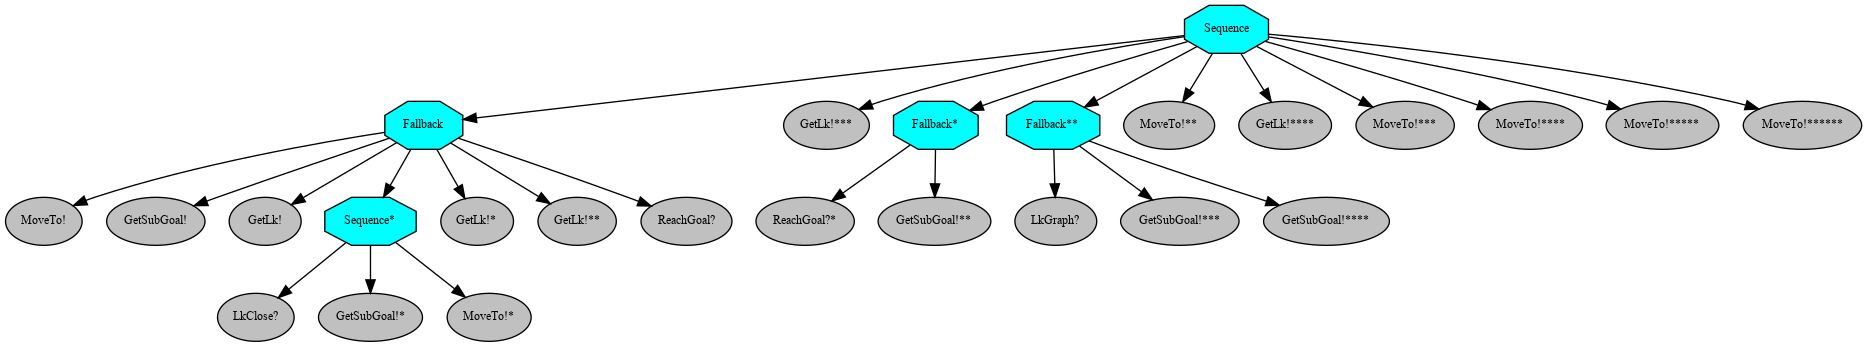 Sequence
Fallback
GetLk!***
Fallback*
Fallback**
MoveTo!**
GetLk!****
MoveTo!***
MoveTo!****
MoveTo!*****
MoveTo!******
MoveTo!
GetSubGoal!
GetLk!
Sequence*
GetLk!*
GetLk!**
ReachGoal?
ReachGoal?*
GetSubGoal!**
LkGraph?
GetSubGoal!***
GetSubGoal!****
LkClose?
GetSubGoal!*
MoveTo!*